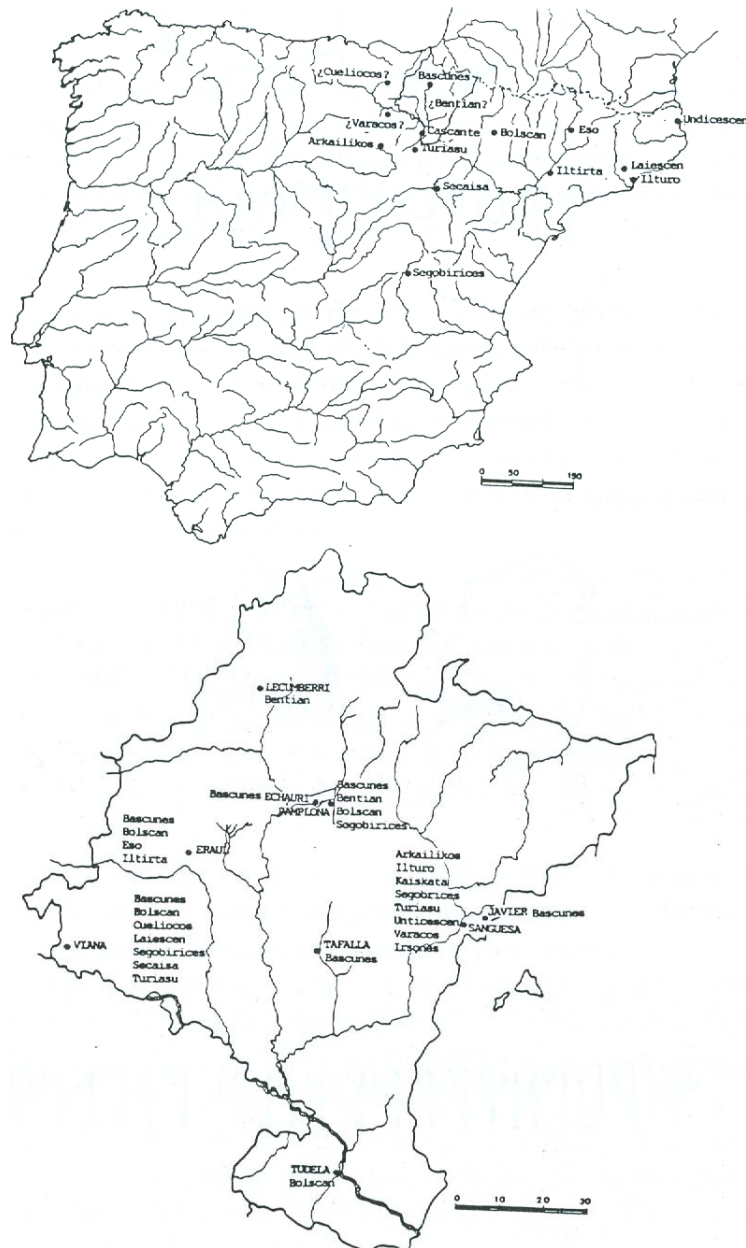 ¿Cueliocos?
Bascunes
¿Bentian?
¿Varacos?
Cascante
Bolscan
Eso
Undicescen
Arkailikos
Turiasu
Iltirta
Laiescen
Ilturo
Secaisa
Segobirices
0 50 150
LECUMBERRI
Bentian
Bascunes ECHAURI
PAMPLONA
Bascunes
Bentian
Bolscan
Segobirices
Bascunes
Bolscan
Eso
Iltirta
ERAUL
Arkailikos
Ilturo
Kaiskata
Segobrices
Turiasu
Unticescen
Varacos
Irsones
JAVIER Bascunes
SANGUESA
Bascunes
Bolscan
Cueliocos
Laiescen
Segobirices
Secaisa
Turiasu
VIANA
TAFALLA
Bascunes
TUDELA
Bolscan
0 10 20 30